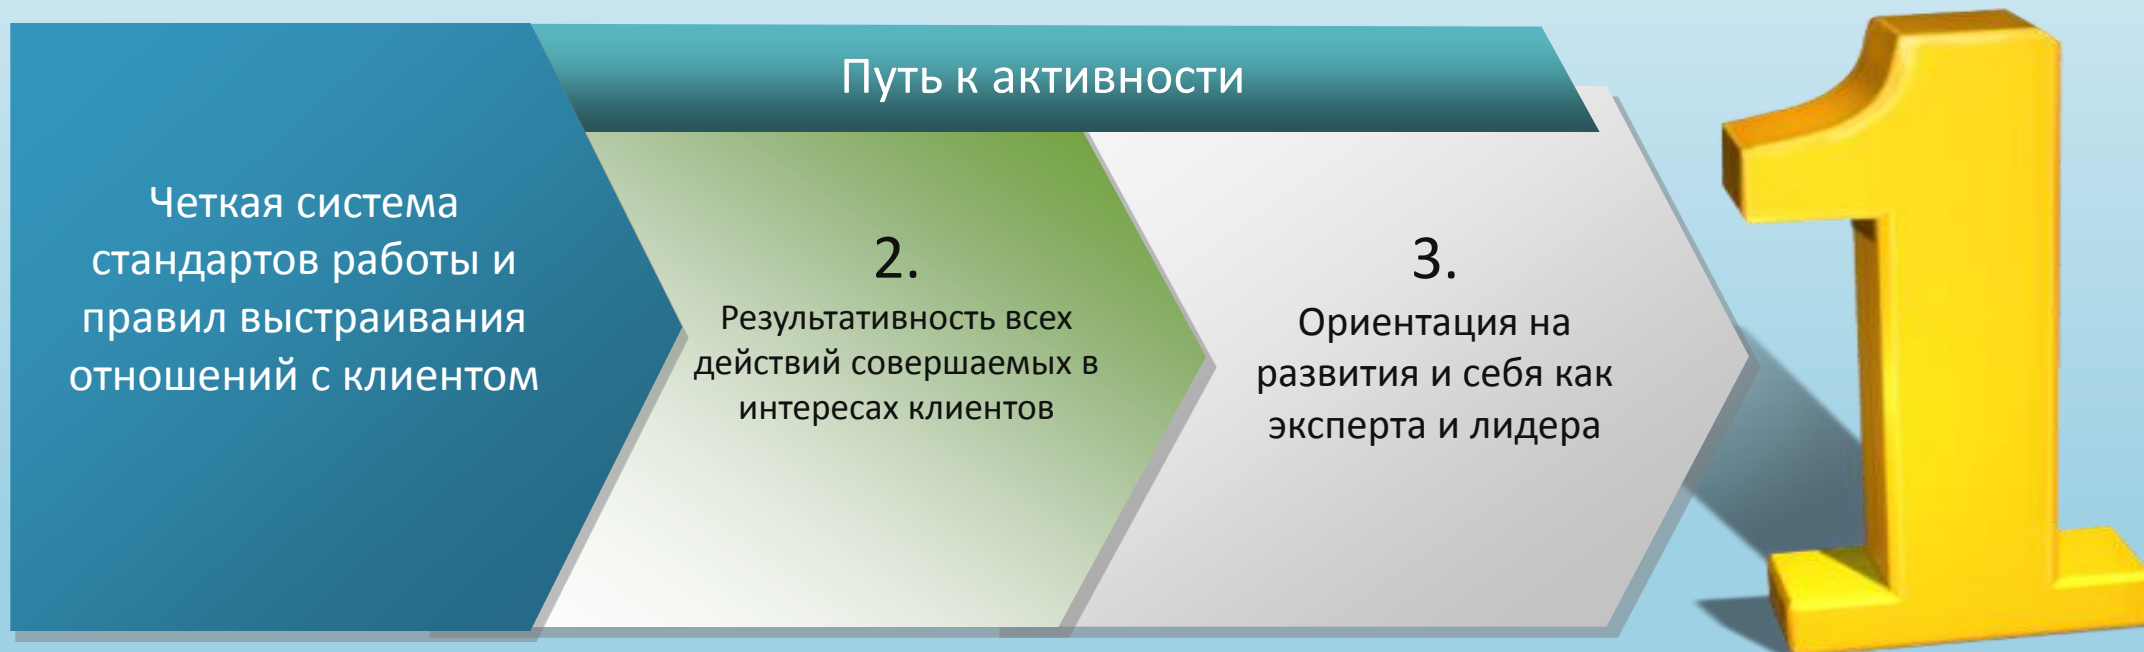 Путь к активности
Четкая система
стандартов работы и
правил выстраивания
отношений с клиентом
2.
Результативность всех
действий совершаемых в
интересах клиентов
3.
Ориентация на
развития и себя как
эксперта и лидера
1